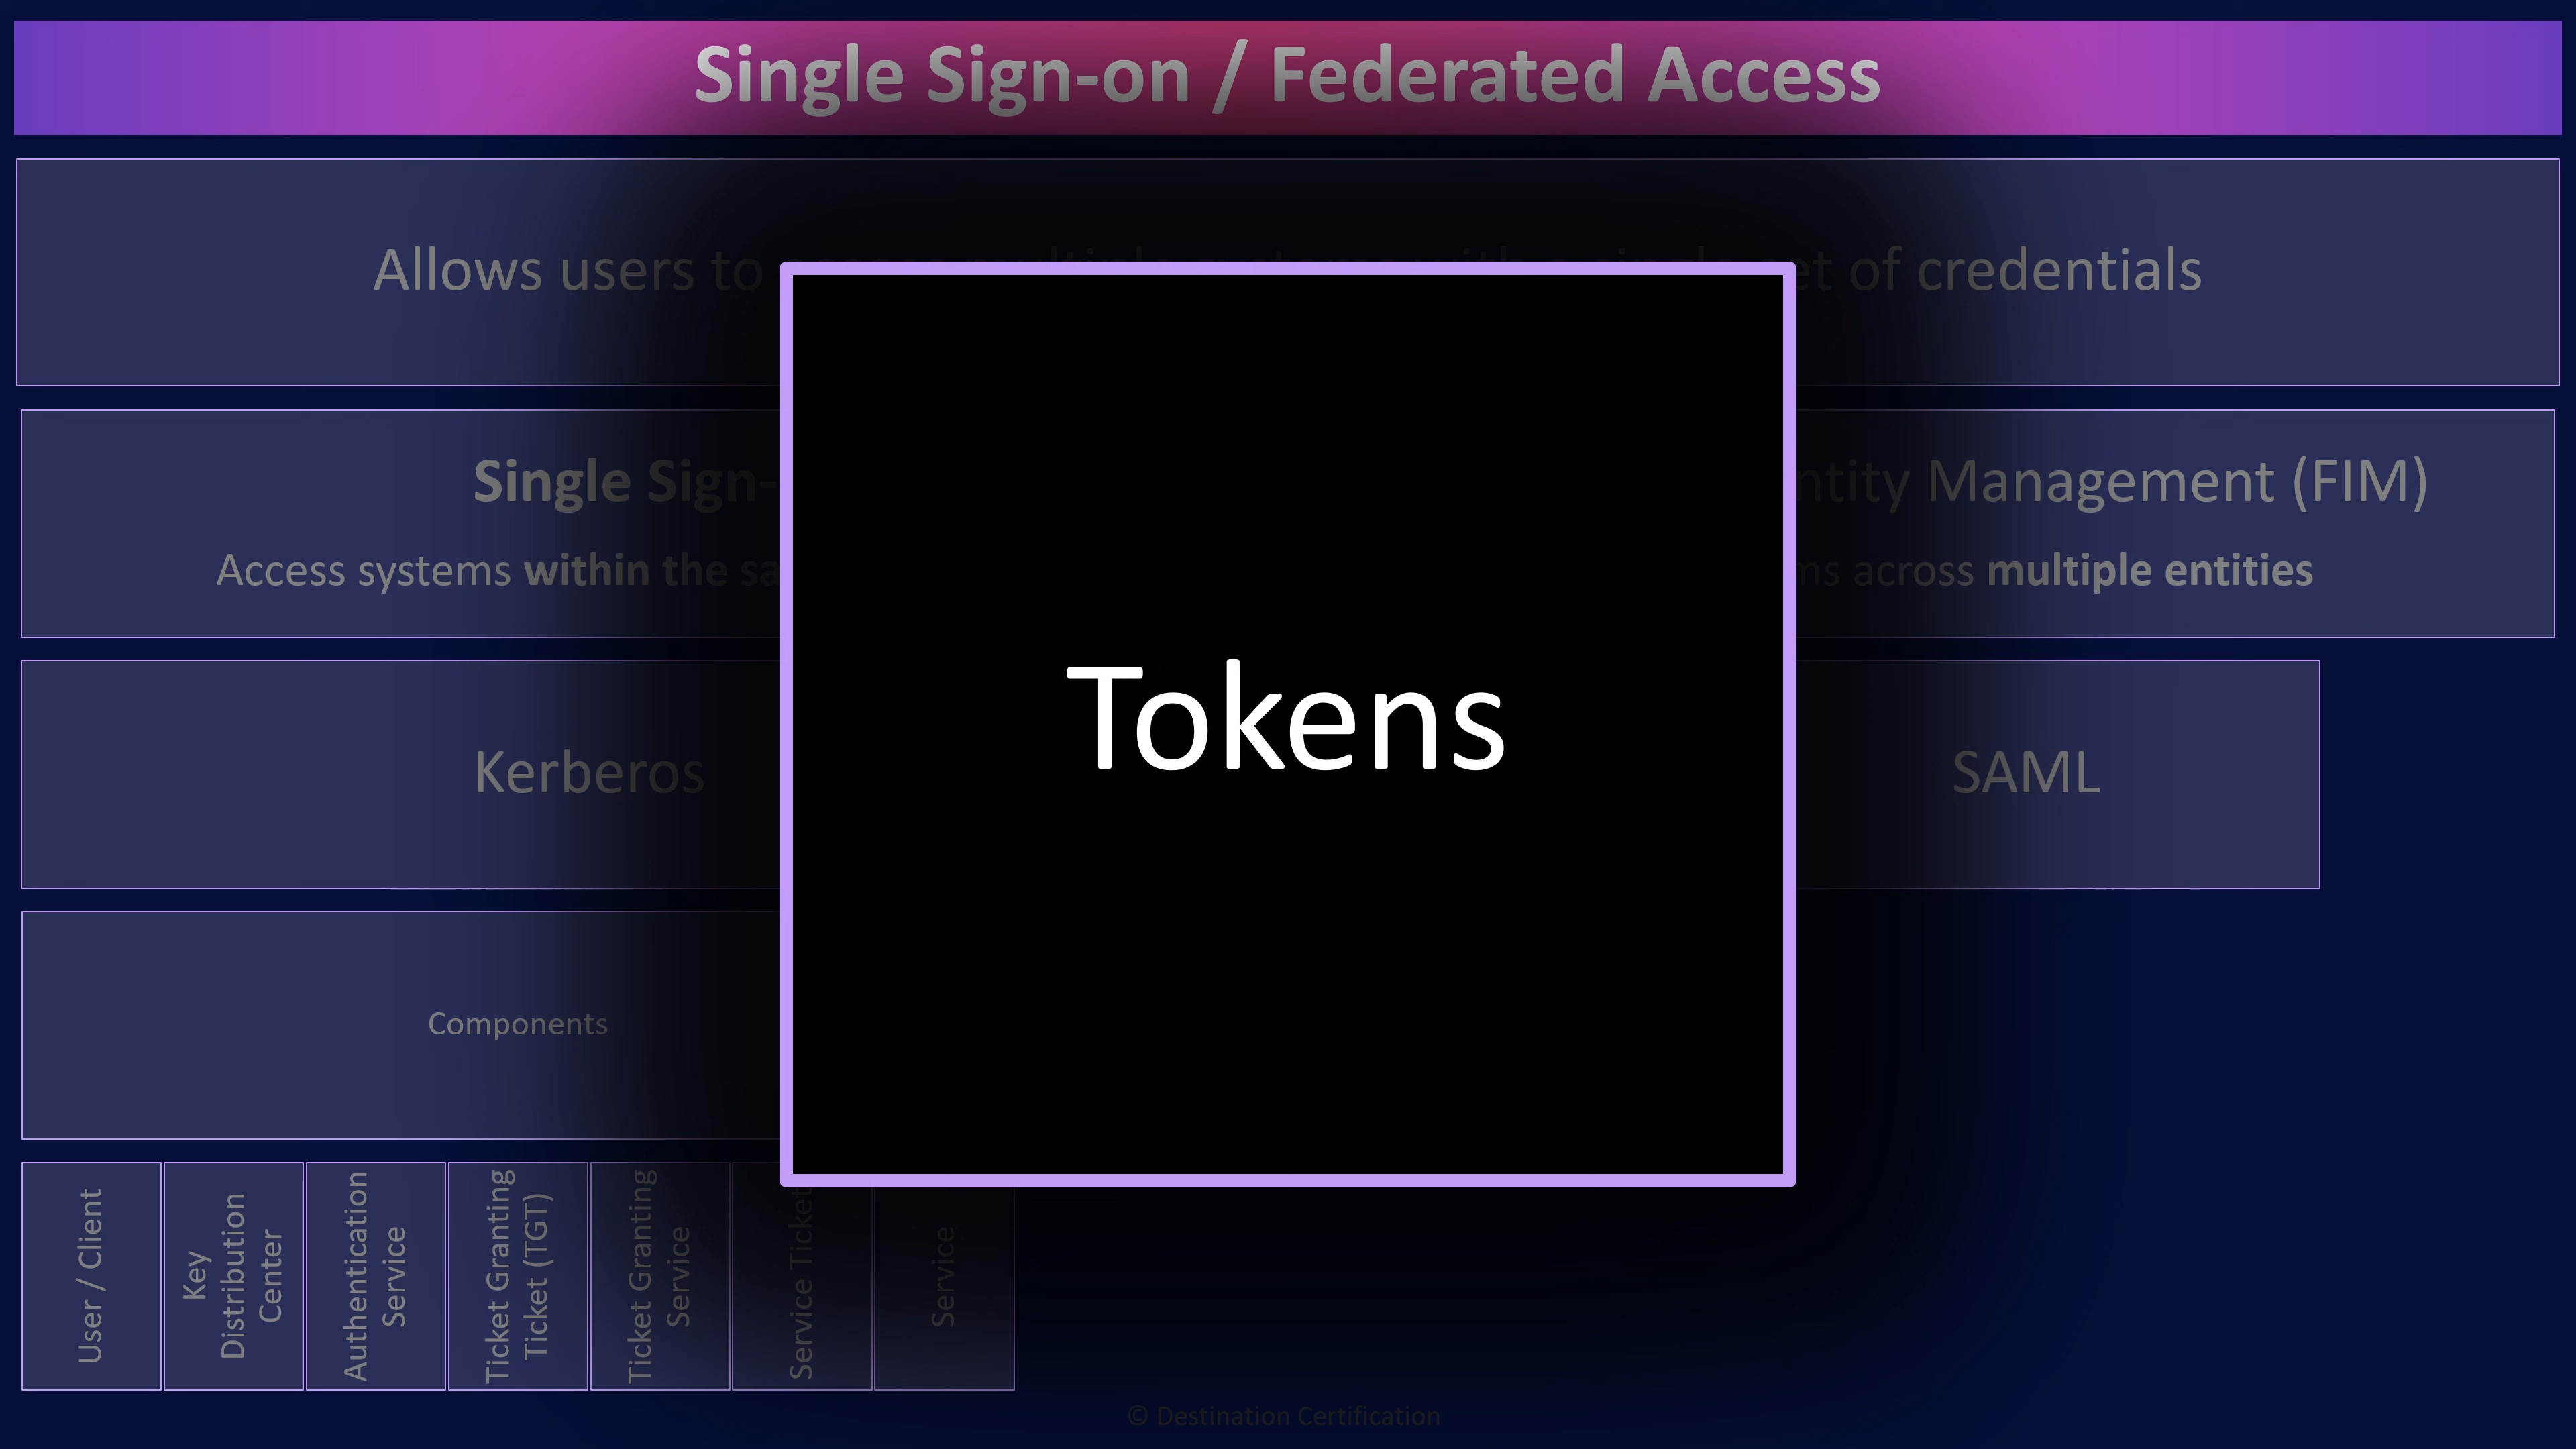 Single Sign-on / Federated Access
Allows users to of credentials
Single Sign-
ntity Management (FIM)
Access systems within the sa
ns across multiple entities
Tokens
Kerberos
SAML
Components
User / Client
Key
Distribution
Center
Authentication
Service
Ticket Granting
Ticket (TGT)
Ticket Granting
Service
Service Ticket
Service
© Destination Certification